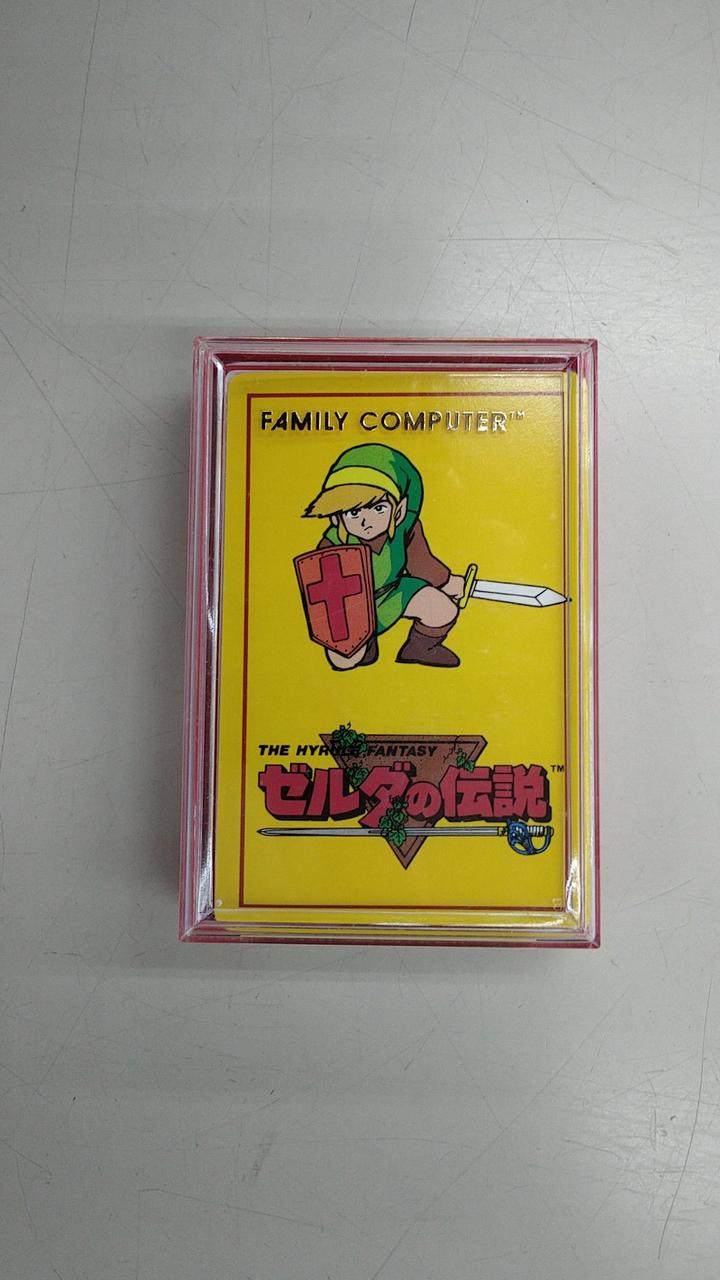 FAMILY COMPUTER™
THE HYRULE FANTASY
ゼルダの伝説™